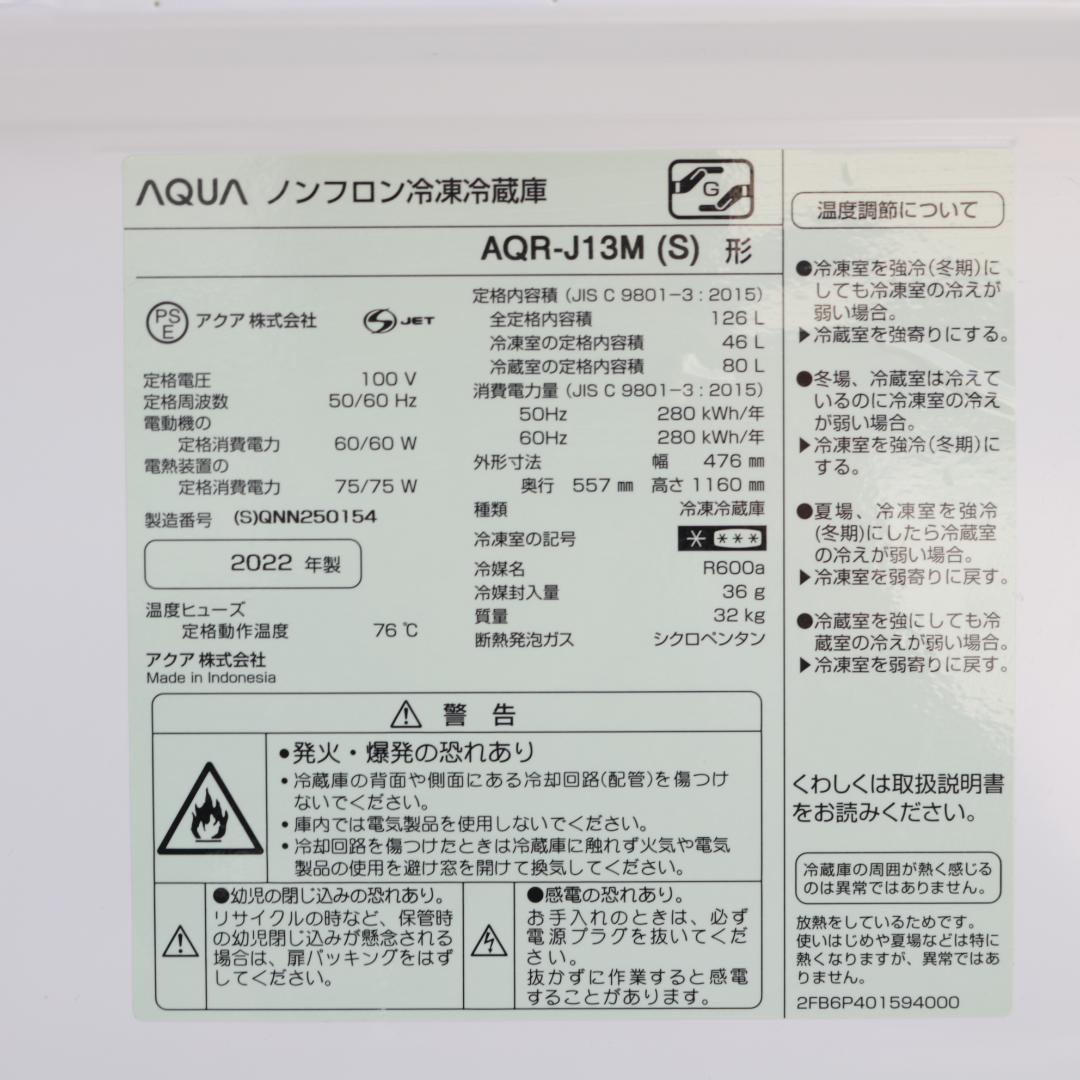 AQUA ノンフロン冷凍冷蔵庫
G
AQR-J13M (S) 形
PS
E
アクア 株式会社
JET
定格電圧 100 V
定格周波数 50/60 Hz
電動機の
定格消費電力 60/60 W
電熱装置の
定格消費電力 75/75 W
製造番号 (S)QNN250154
2022 年製
温度ヒューズ
定格動作温度 76 ℃
アクア 株式会社
Made in Indonesia
定格内容積 (JIS C 9801-3 : 2015)
全定格内容積 126 L
冷凍室の定格内容積 46 L
冷蔵室の定格内容積 80 L
消費電力量 (JIS C 9801-3 : 2015)
50Hz 280 kWh/年
60Hz 280 kWh/年
外形寸法 幅 476 ㎜
奥行 557 ㎜ 高さ 1160 ㎜
種類 冷凍冷蔵庫
冷凍室の記号 * ***
冷媒名 R600a
冷媒封入量 36 g
質量 32 kg
断熱発泡ガス シクロペンタン
⚠ 警 告
•発火・爆発の恐れあり
・冷蔵庫の背面や側面にある冷却回路(配管)を傷つけ
ないでください。
・庫内では電気製品を使用しないでください。
・冷却回路を傷つけたときは冷蔵庫に触れず火気や電気
製品の使用を避け窓を開けて換気してください。
●幼児の閉じ込みの恐れあり。
リサイクルの時など、保管時
の幼児閉じ込みが懸念される
場合は、扉パッキングをはず
してください。
●感電の恐れあり。
お手入れのときは、必ず
電源プラグを抜いてくだ
さい。
抜かずに作業すると感電
することがあります。
温度調節について
●冷凍室を強冷(冬期)に
しても冷凍室の冷えが
弱い場合。
▶冷蔵室を強寄りにする。
●冬場、冷蔵室は冷えて
いるのに冷凍室の冷え
が弱い場合。
▶冷凍室を強冷(冬期)に
する。
●夏場、冷凍室を強冷
(冬期)にしたら冷蔵室
の冷えが弱い場合。
▶冷凍室を弱寄りに戻す。
●冷蔵室を強にしても冷
蔵室の冷えが弱い場合。
▶冷凍室を弱寄りに戻す。
くわしくは取扱説明書
をお読みください。
冷蔵庫の周囲が熱く感じる
のは異常ではありません。
放熱をしているためです。
使いはじめや夏場などは特に
熱くなりますが、異常ではあ
りません。
2FB6P401594000